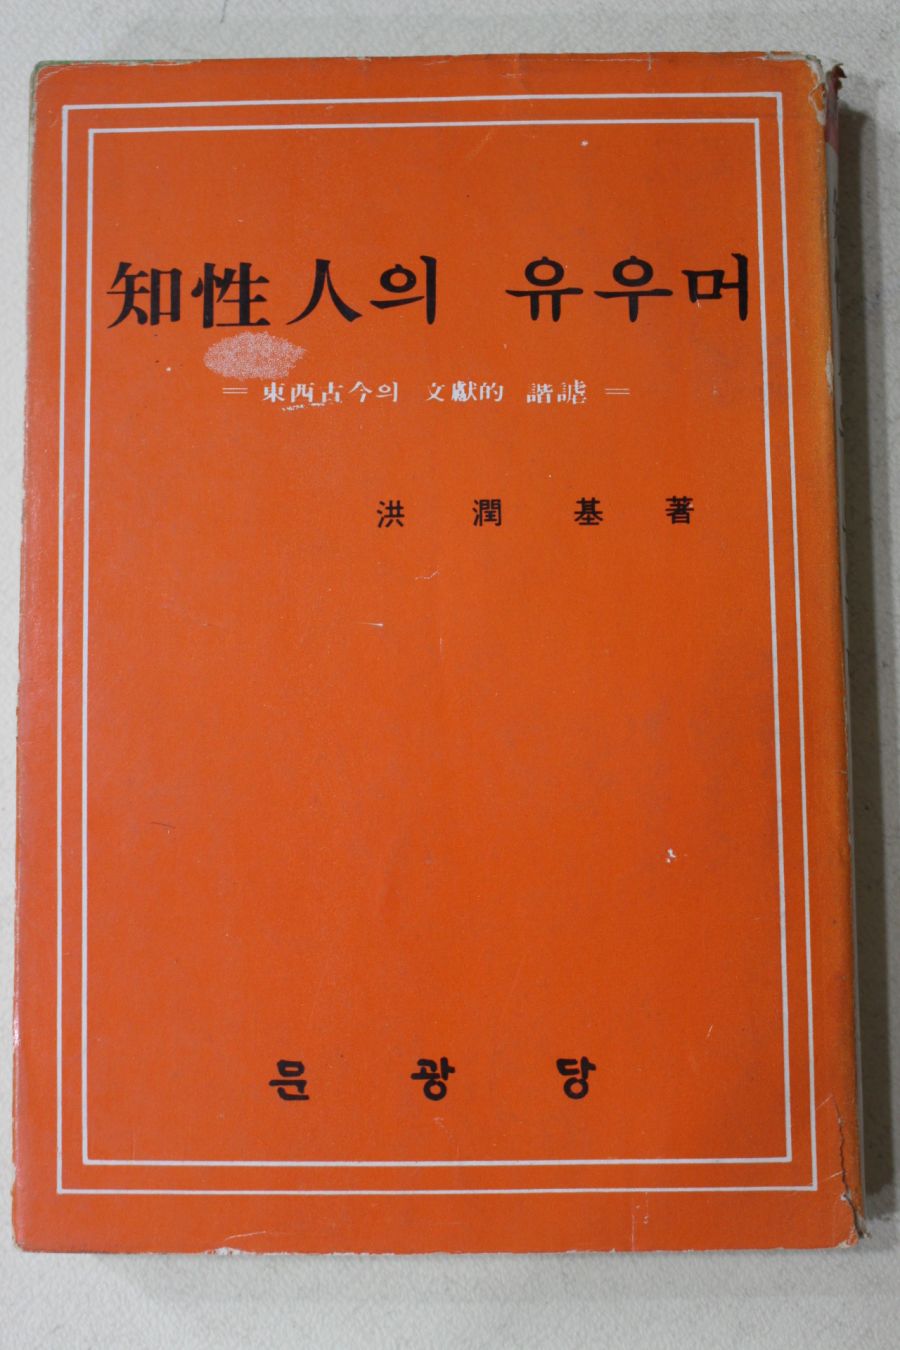 知性人의 유우머
= 東西古今의 文獻的 諧謔 =
洪潤基著
문광당